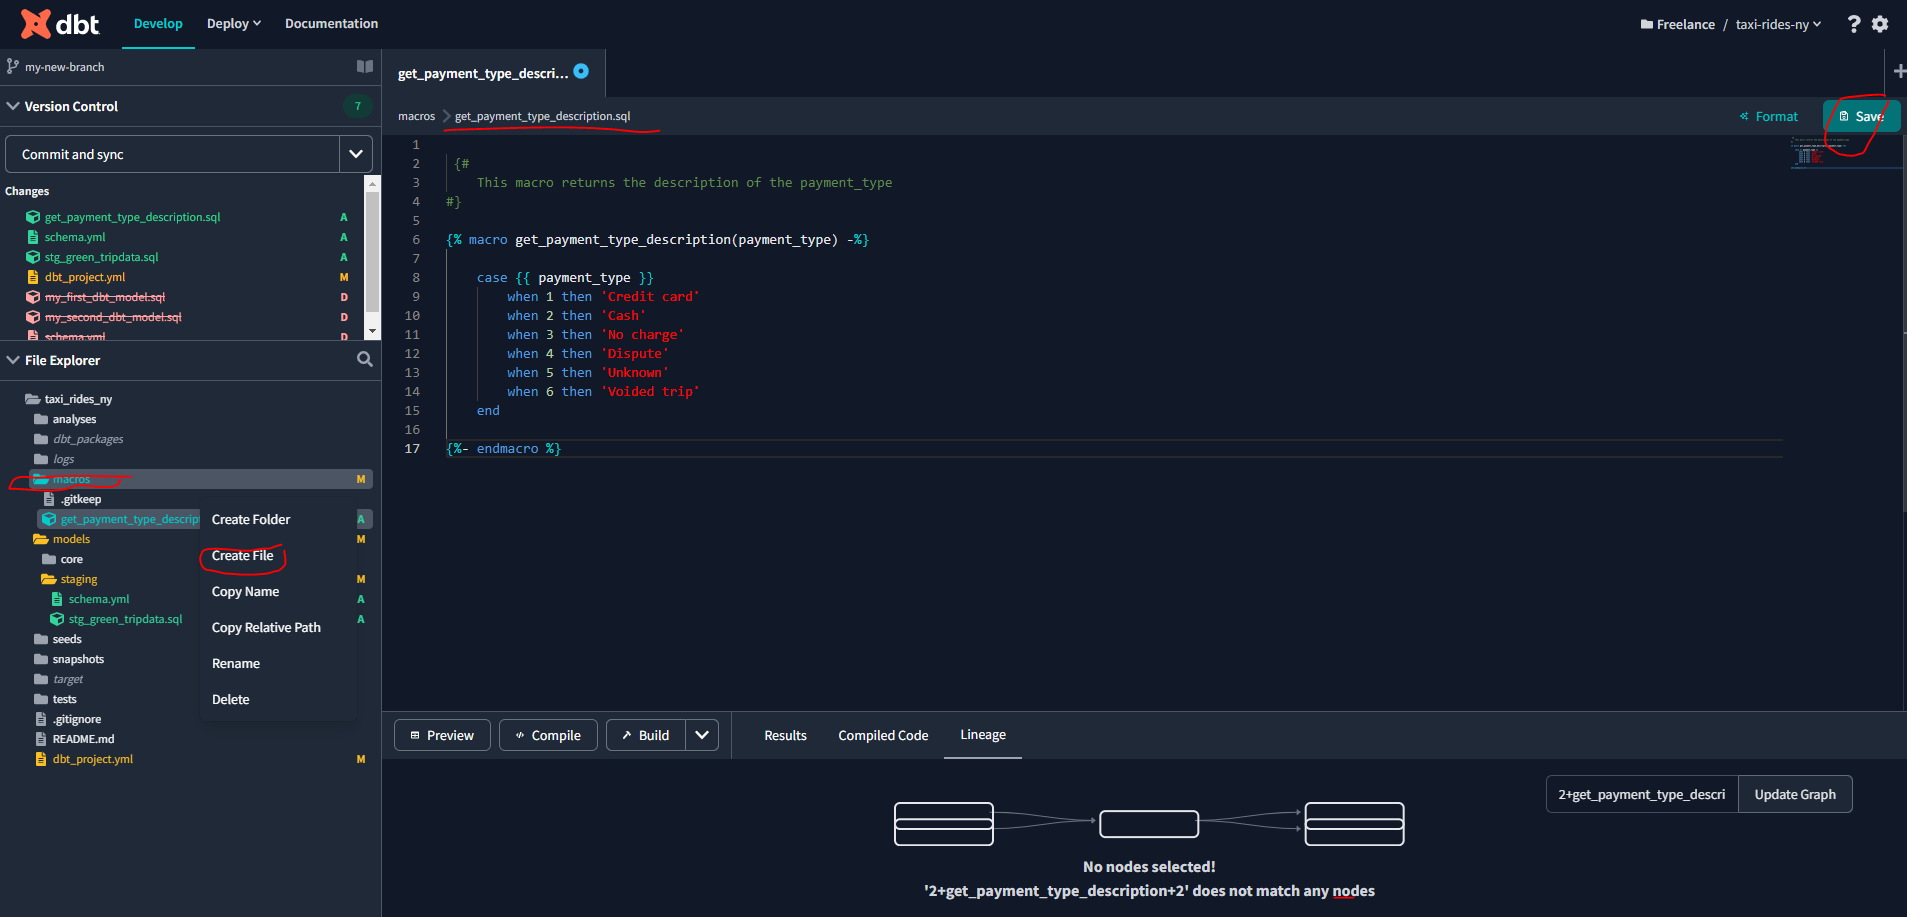 dbt
Develop
Deploy
Documentation
Freelance / taxi-rides-ny
?
my-new-branch
Version Control
7
Commit and sync
Changes
get_payment_type_description.sql A
schema.yml A
stg_green_tripdata.sql A
dbt_project.yml M
my_first_dbt_model.sql D
my_second_dbt_model.sql D
schema.yml D
File Explorer
taxi_rides_ny
analyses
dbt_packages
logs
macros M
.gitkeep
get_payment_type_descript A
models M
core
staging M
schema.yml A
stg_green_tripdata.sql A
seeds
snapshots
target
tests
.gitignore
README.md
dbt_project.yml M
Create Folder
Create File
Copy Name
Copy Relative Path
Rename
Delete
get_payment_type_descri...
macros > get_payment_type_description.sql
Format
Save
1
2 {#
3 This macro returns the description of the payment_type
4 #}
5
6 {% macro get_payment_type_description(payment_type) -%}
7
8 case {{ payment_type }}
9 when 1 then 'Credit card'
10 when 2 then 'Cash'
11 when 3 then 'No charge'
12 when 4 then 'Dispute'
13 when 5 then 'Unknown'
14 when 6 then 'Voided trip'
15 end
16
17 {%- endmacro %}
Preview
Compile
Build
Results
Compiled Code
Lineage
2+get_payment_type_descri
Update Graph
No nodes selected!
'2+get_payment_type_description+2' does not match any nodes